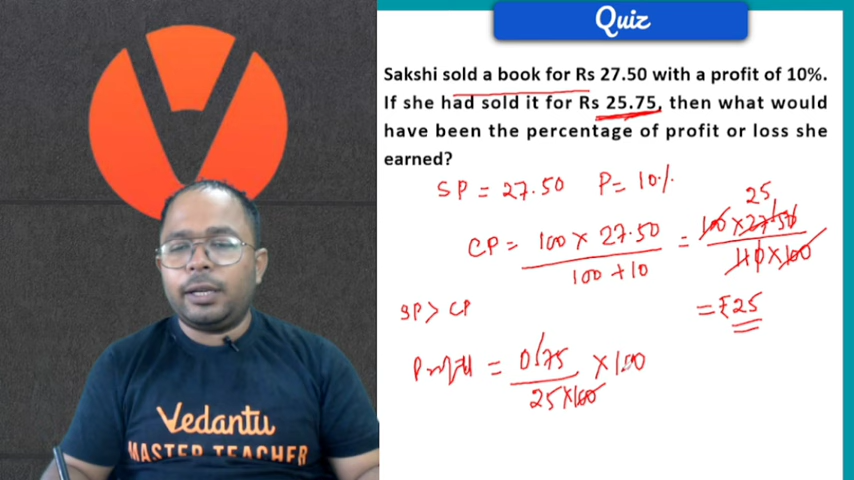 Quiz
Sakshi sold a book for Rs 27.50 with a profit of 10%.
If she had sold it for Rs 25.75, then what would
have been the percentage of profit or loss she
earned?
SP = 27.50 P = 10%
25
CP = 100 × 27.50 / 100 + 10 = 100 × 27.50 / 110 × 100
= ₹25
SP > CP
Profit = 0.75 / 25 × 100 × 100
Vedantu
MASTER TEACHER